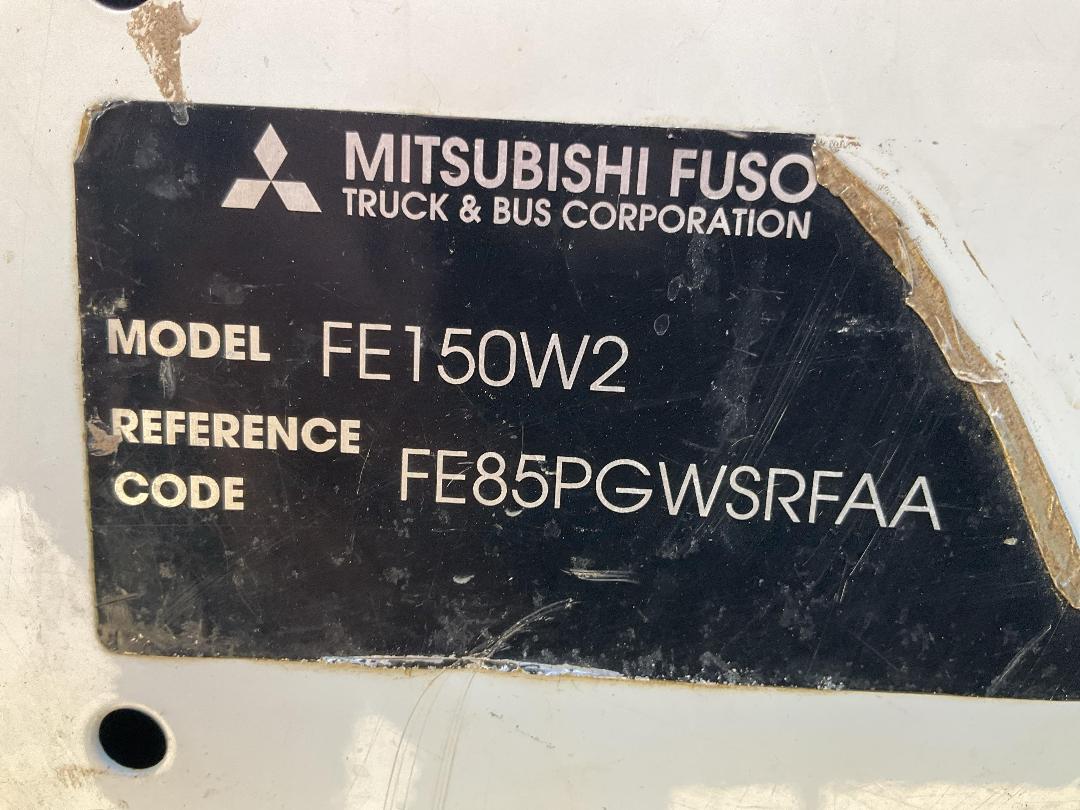 MITSUBISHI FUSO
TRUCK & BUS CORPORATION
MODEL FE150W2
REFERENCE
CODE FE85PGWSRFAA